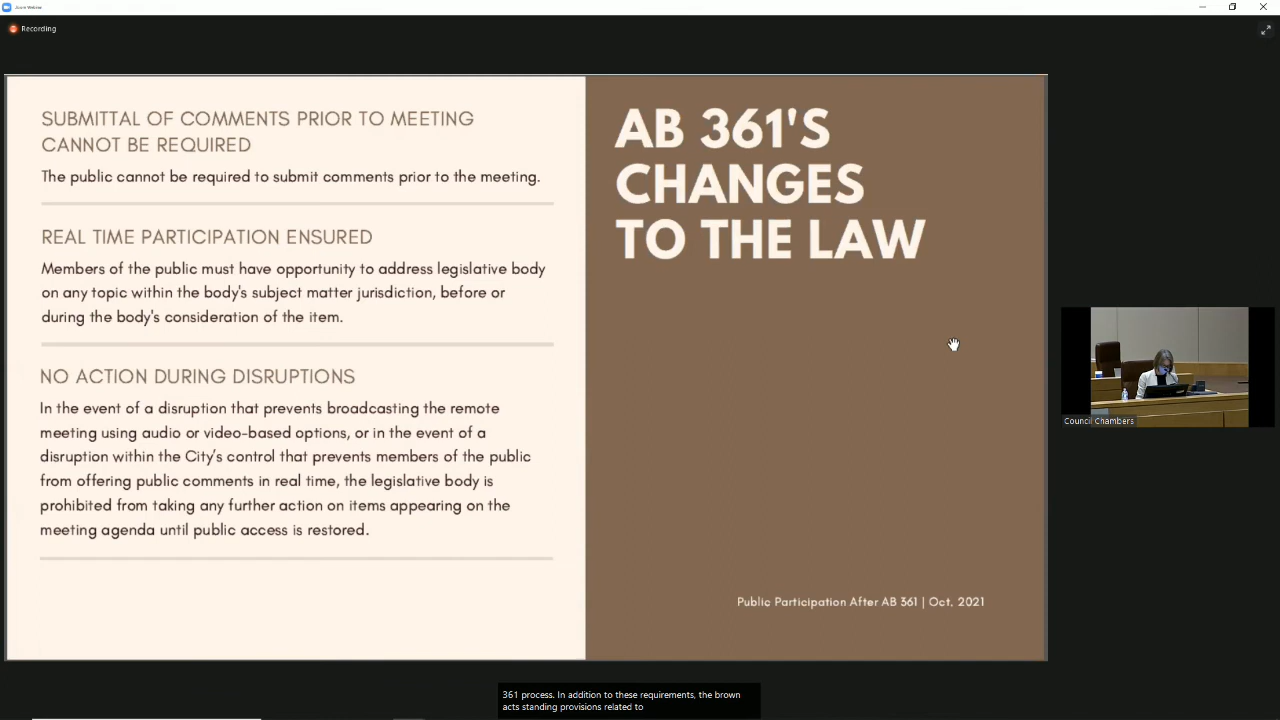 Zoom Webinar
Recording
SUBMITTAL OF COMMENTS PRIOR TO MEETING
CANNOT BE REQUIRED
The public cannot be required to submit comments prior to the meeting.
REAL TIME PARTICIPATION ENSURED
Members of the public must have opportunity to address legislative body
on any topic within the body's subject matter jurisdiction, before or
during the body's consideration of the item.
NO ACTION DURING DISRUPTIONS
In the event of a disruption that prevents broadcasting the remote
meeting using audio or video-based options, or in the event of a
disruption within the City's control that prevents members of the public
from offering public comments in real time, the legislative body is
prohibited from taking any further action on items appearing on the
meeting agenda until public access is restored.
AB 361'S
CHANGES
TO THE LAW
Public Participation After AB 361 | Oct, 2021
Council Chambers
361 process. In addition to these requirements, the brown
acts standing provisions related to